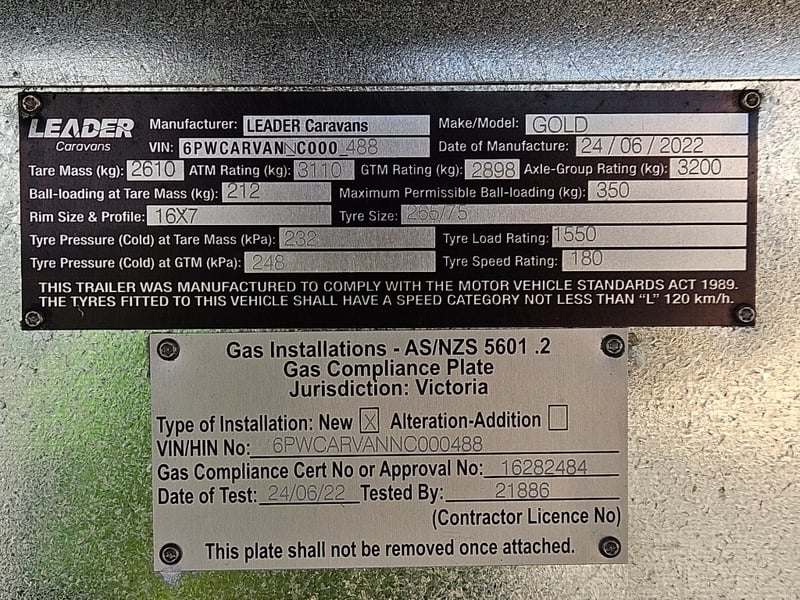 LEADER Caravans
Manufacturer: LEADER Caravans Make/Model: GOLD
VIN: 6PWCARVANNC000 488 Date of Manufacture: 24/06/2022
Tare Mass (kg): 2610 ATM Rating (kg): 3110 GTM Rating (kg): 2898 Axle-Group Rating (kg): 3200
Ball-loading at Tare Mass (kg): 212 Maximum Permissible Ball-loading (kg): 350
Rim Size & Profile: 16X7 Tyre Size: 265/75
Tyre Pressure (Cold) at Tare Mass (kPa): 232 Tyre Load Rating: 1550
Tyre Pressure (Cold) at GTM (kPa): 248 Tyre Speed Rating: 180
THIS TRAILER WAS MANUFACTURED TO COMPLY WITH THE MOTOR VEHICLE STANDARDS ACT 1989.
THE TYRES FITTED TO THIS VEHICLE SHALL HAVE A SPEED CATEGORY NOT LESS THAN "L" 120 km/h.
Gas Installations - AS/NZS 5601 .2
Gas Compliance Plate
Jurisdiction: Victoria
Type of Installation: New X Alteration-Addition
VIN/HIN No: 6PWCARVANNC000488
Gas Compliance Cert No or Approval No: 16282484
Date of Test: 24/06/22 Tested By: 21886
(Contractor Licence No)
This plate shall not be removed once attached.